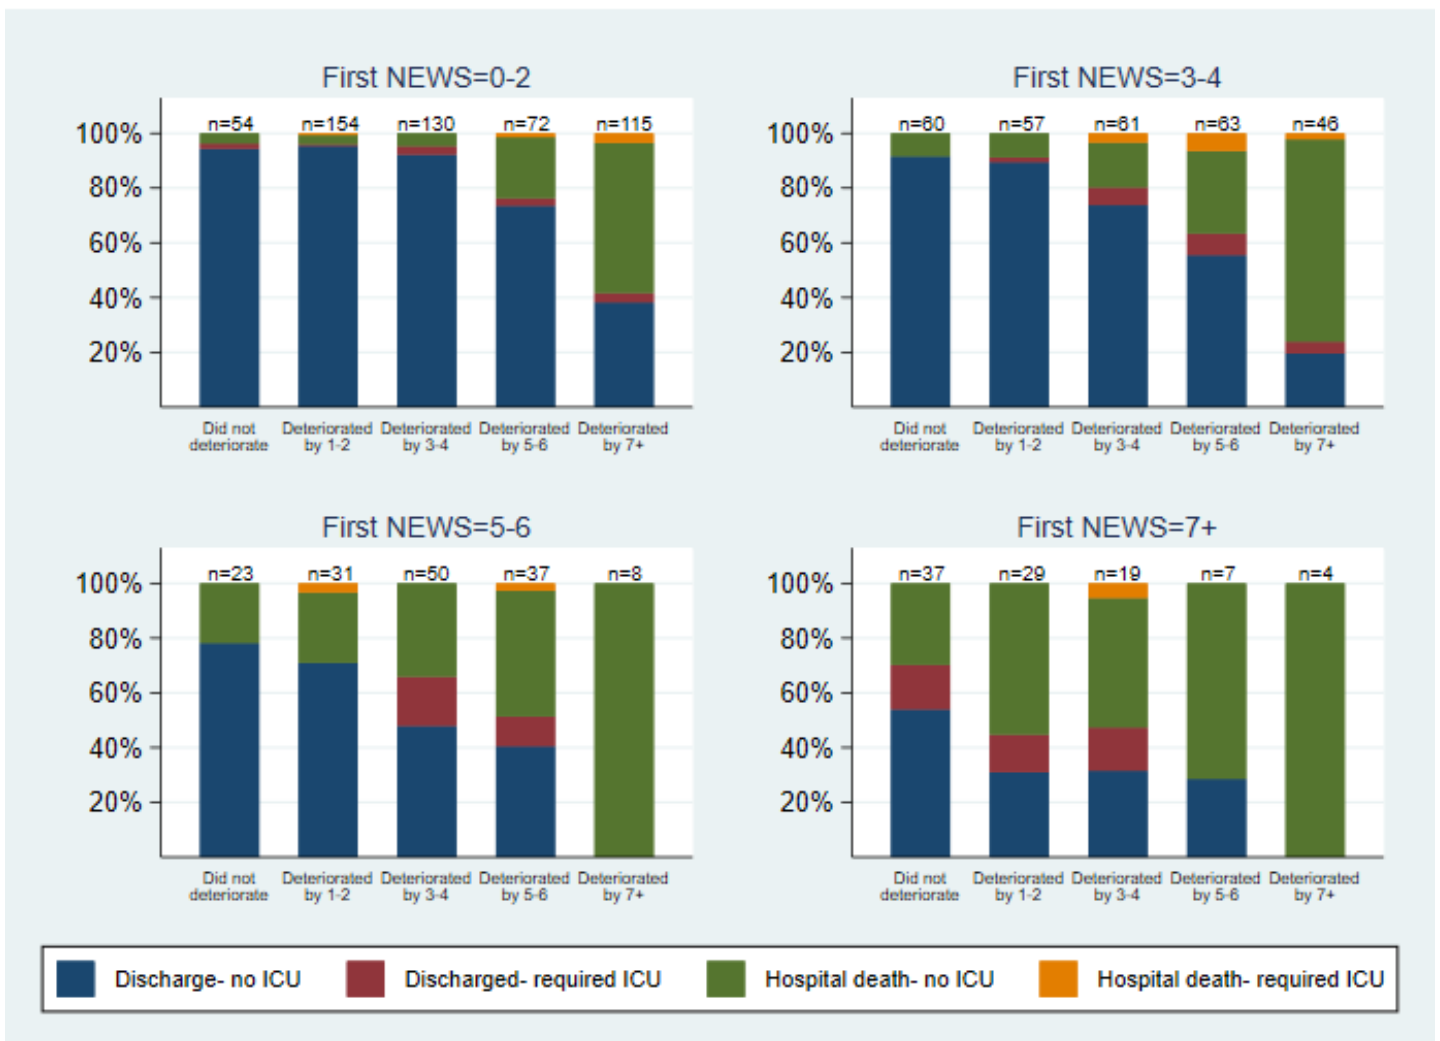 First NEWS=0-2
n=54 n=154 n=130 n=72 n=115
100%
80%
60%
40%
20%
Did not Deteriorated Deteriorated Deteriorated Deteriorated
deteriorate by 1-2 by 3-4 by 5-6 by 7+
First NEWS=3-4
n=60 n=57 n=61 n=63 n=46
100%
80%
60%
40%
20%
Did not Deteriorated Deteriorated Deteriorated Deteriorated
deteriorate by 1-2 by 3-4 by 5-6 by 7+
First NEWS=5-6
n=23 n=31 n=50 n=37 n=8
100%
80%
60%
40%
20%
Did not Deteriorated Deteriorated Deteriorated Deteriorated
deteriorate by 1-2 by 3-4 by 5-6 by 7+
First NEWS=7+
n=37 n=29 n=19 n=7 n=4
100%
80%
60%
40%
20%
Did not Deteriorated Deteriorated Deteriorated Deteriorated
deteriorate by 1-2 by 3-4 by 5-6 by 7+
Discharge- no ICU Discharged- required ICU Hospital death- no ICU Hospital death- required ICU